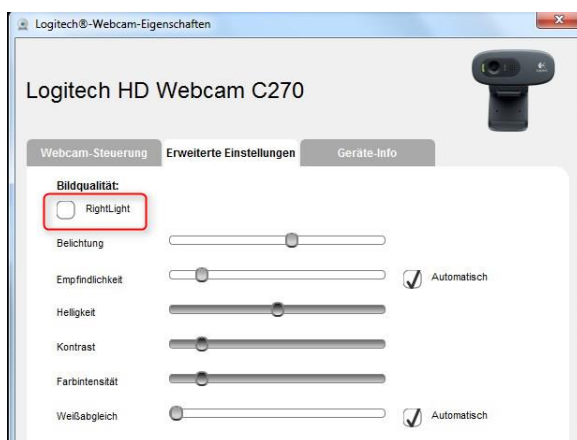 Logitech®-Webcam-Eigenschaften
Logitech HD Webcam C270
Webcam-Steuerung Erweiterte Einstellungen Geräte-Info
Bildqualität:
RightLight
Belichtung
Empfindlichkeit Automatisch
Helligkeit
Kontrast
Farbintensität
Weißabgleich Automatisch